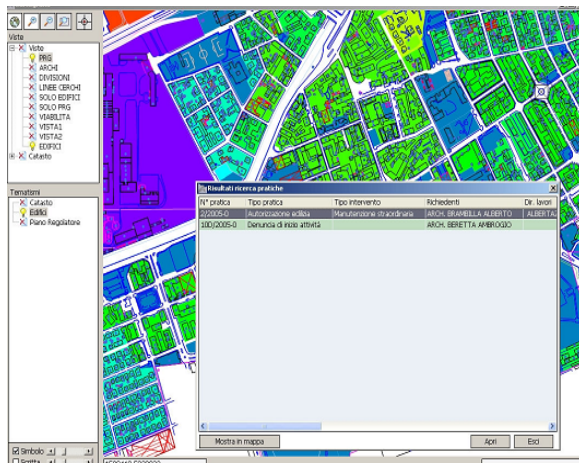 Viste
Viste
PRG
ARCHI
DIVISIONI
LINEE CERCHI
SOLO EDIFICI
SOLO PRG
VIABILITA
VISTA1
VISTA2
EDIFICI
Catasto
Tematismi
Catasto
Edifici
Piano Regolatore
Simbolo
Scritta
Risultati ricerca pratiche
N° pratica Tipo pratica Tipo intervento Richiedenti Dir. lavori
2/2005-0 Autorizzazione edilizia Manutenzione straordinaria ARCH. BRAMBILLA ALBERTO
10D/2005-0 Denuncia di inizio attività ARCH. BERETTA AMBROGIO
Mostra in mappa Apri Esci